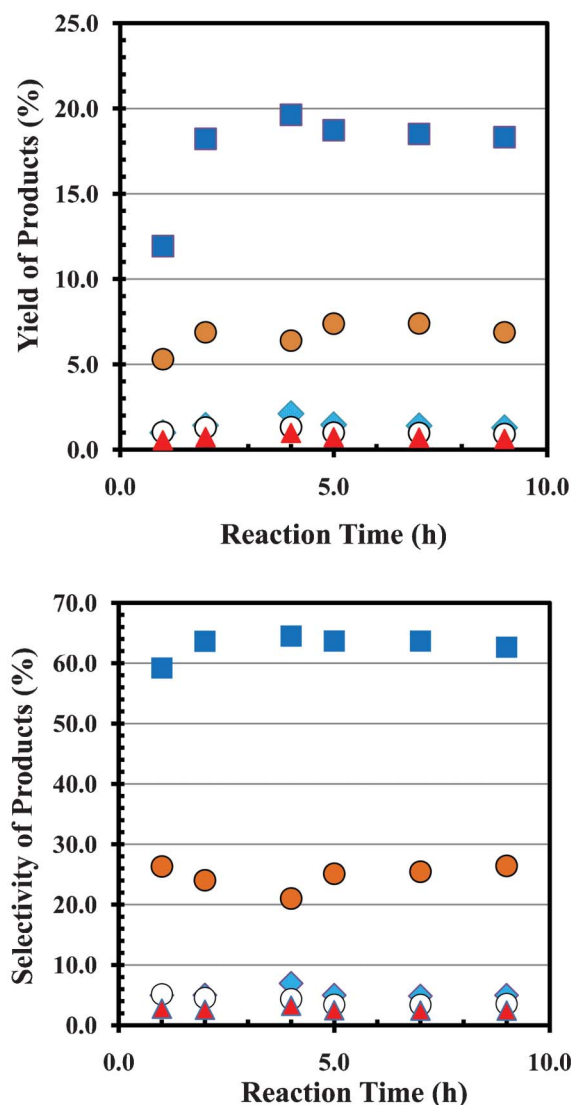 25.0
20.0
15.0
10.0
5.0
0.0
Yield of Products (%)
0.0 5.0 10.0
Reaction Time (h)
70.0
60.0
50.0
40.0
30.0
20.0
10.0
0.0
Selectivity of Products (%)
0.0 5.0 10.0
Reaction Time (h)